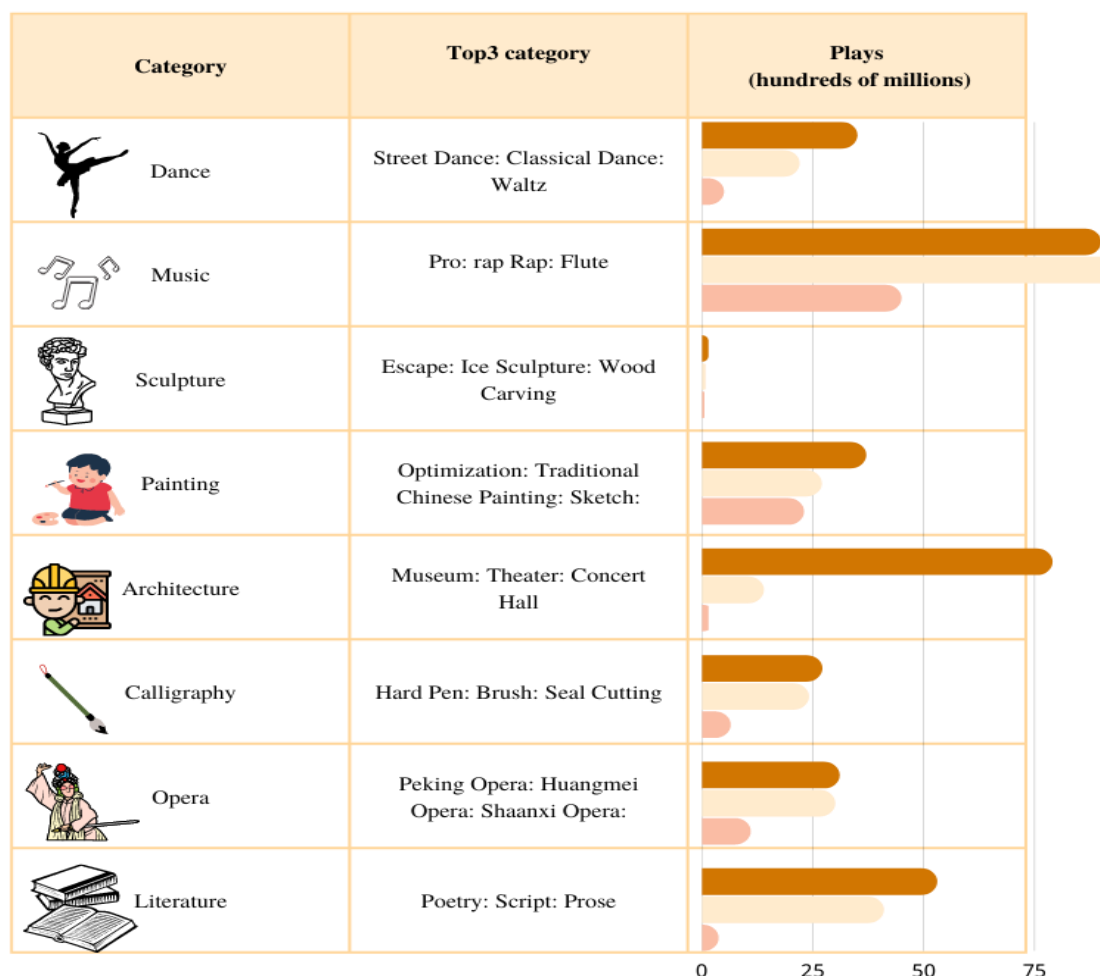 Category
Top3 category
Plays
(hundreds of millions)
Dance
Street Dance: Classical Dance:
Waltz
Music
Pro: rap Rap: Flute
Sculpture
Escape: Ice Sculpture: Wood
Carving
Painting
Optimization: Traditional
Chinese Painting: Sketch:
Architecture
Museum: Theater: Concert
Hall
Calligraphy
Hard Pen: Brush: Seal Cutting
Opera
Peking Opera: Huangmei
Opera: Shaanxi Opera:
Literature
Poetry: Script: Prose
0 25 50 75